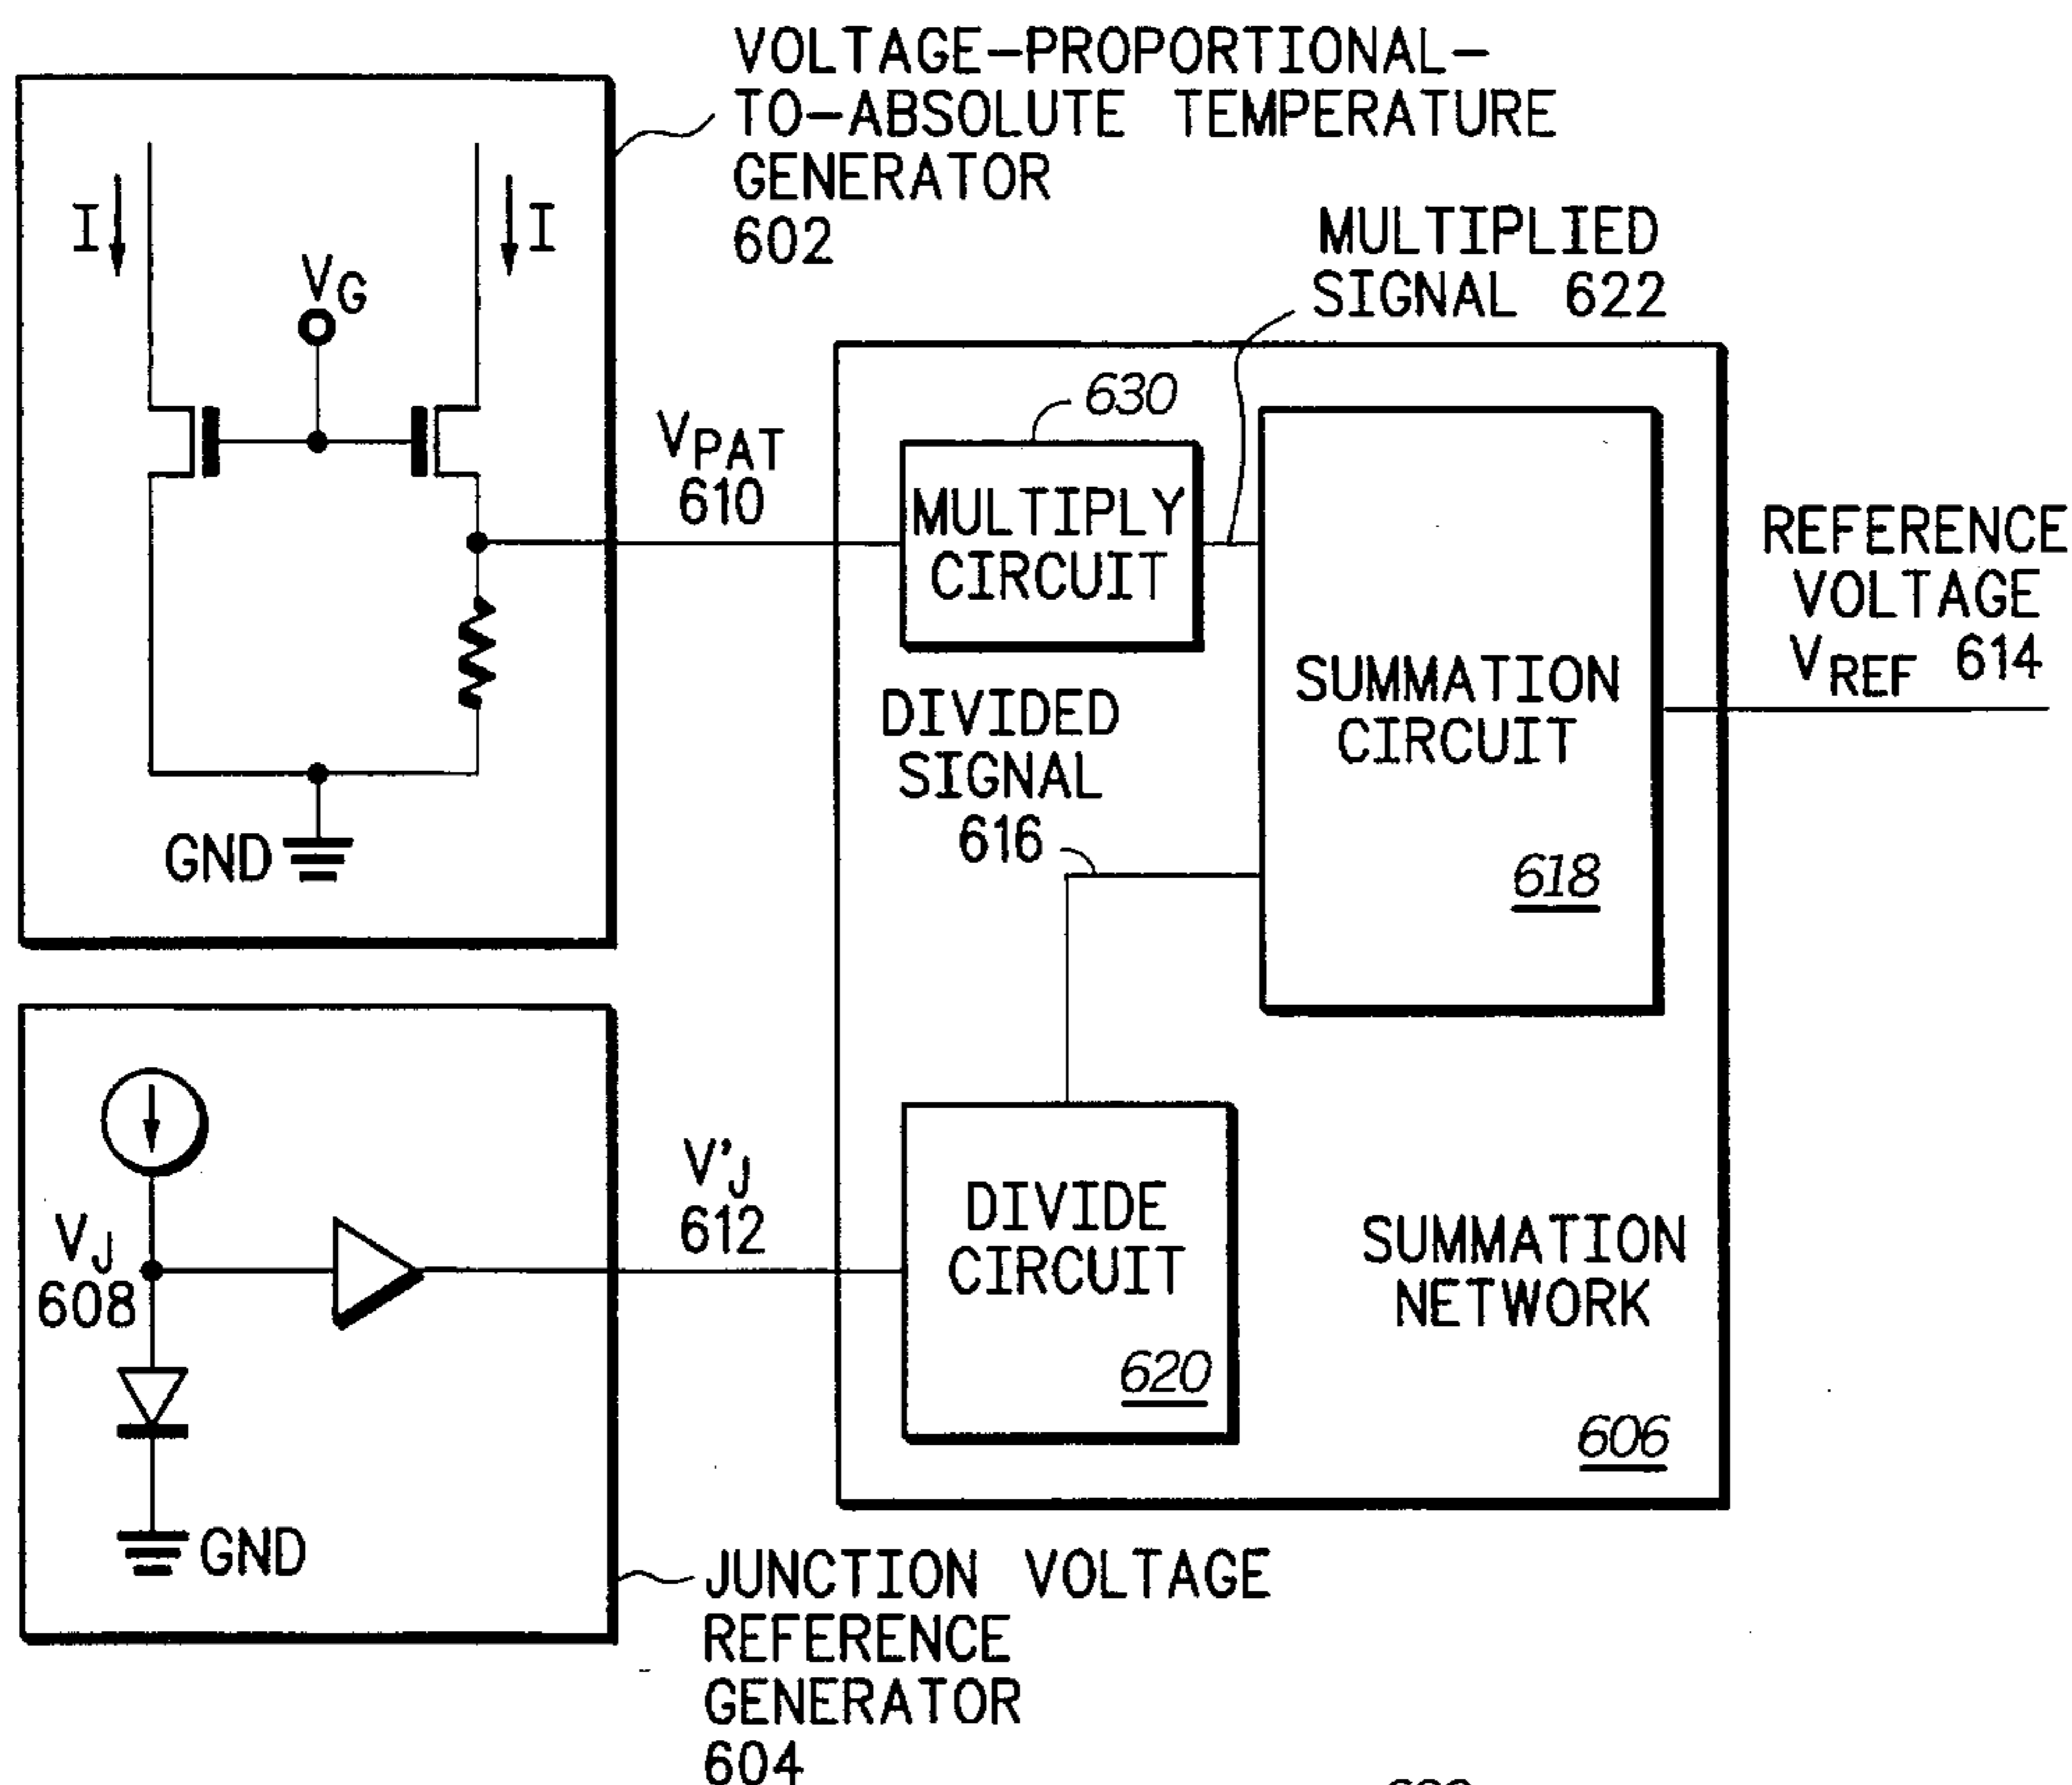 VOLTAGE-PROPORTIONAL-
TO-ABSOLUTE TEMPERATURE
GENERATOR
602
I
I
VG
MULTIPLIED
SIGNAL 622
630
VPAT
610
MULTIPLY
CIRCUIT
REFERENCE
VOLTAGE
VREF 614
SUMMATION
CIRCUIT
618
DIVIDED
SIGNAL
616
GND
VJ
608
V'J
612
DIVIDE
CIRCUIT
620
SUMMATION
NETWORK
606
GND
JUNCTION VOLTAGE
REFERENCE
GENERATOR
604